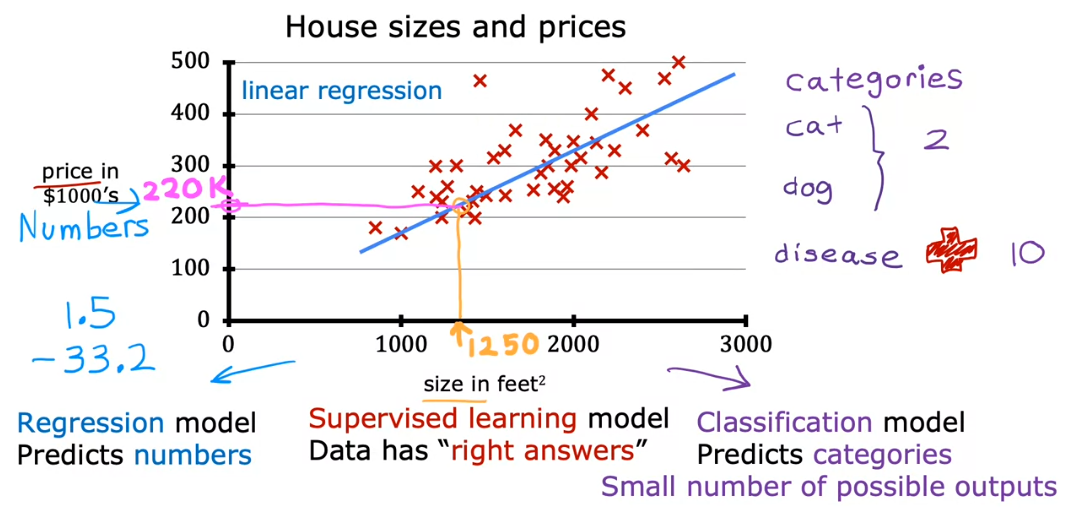 House sizes and prices
500
linear regression
400
300
200
100
0
price in
$1000's
220K
Numbers
1.5
-33.2
0
1000
1250
2000
3000
size in feet²
categories
cat
dog
2
disease
10
Regression model
Predicts numbers
Supervised learning model
Data has “right answers”
Classification model
Predicts categories
Small number of possible outputs